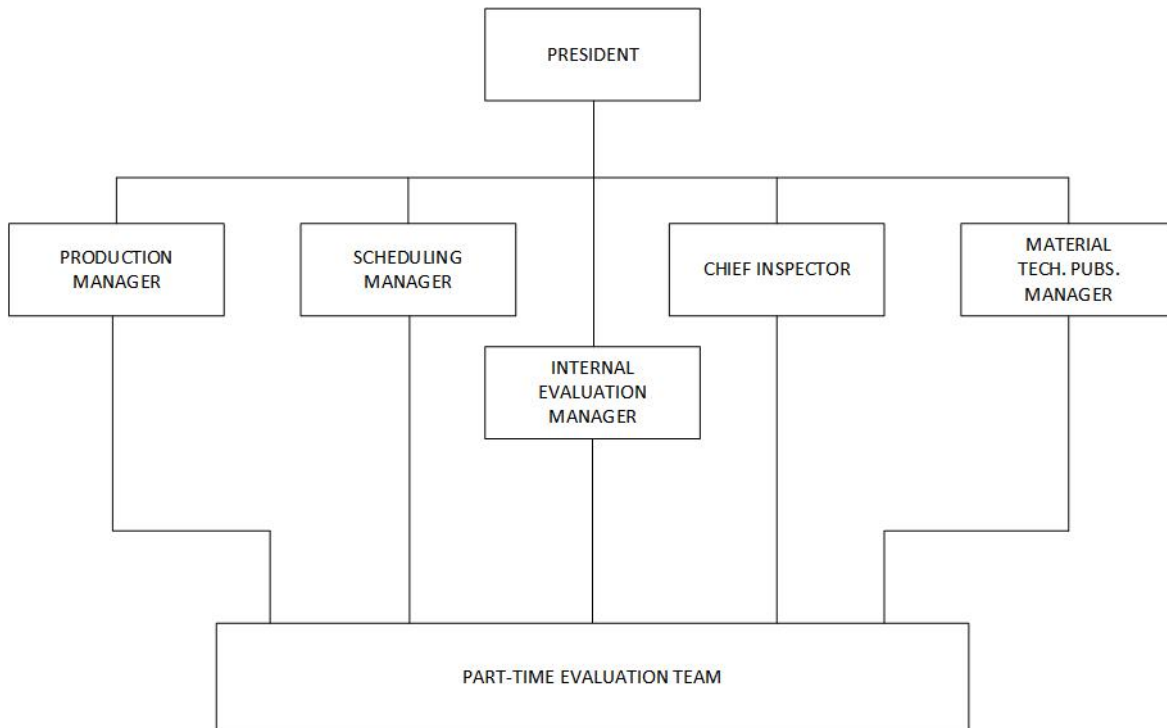 PRESIDENT
PRODUCTION
MANAGER
SCHEDULING
MANAGER
CHIEF INSPECTOR
MATERIAL
TECH. PUBS.
MANAGER
INTERNAL
EVALUATION
MANAGER
PART-TIME EVALUATION TEAM